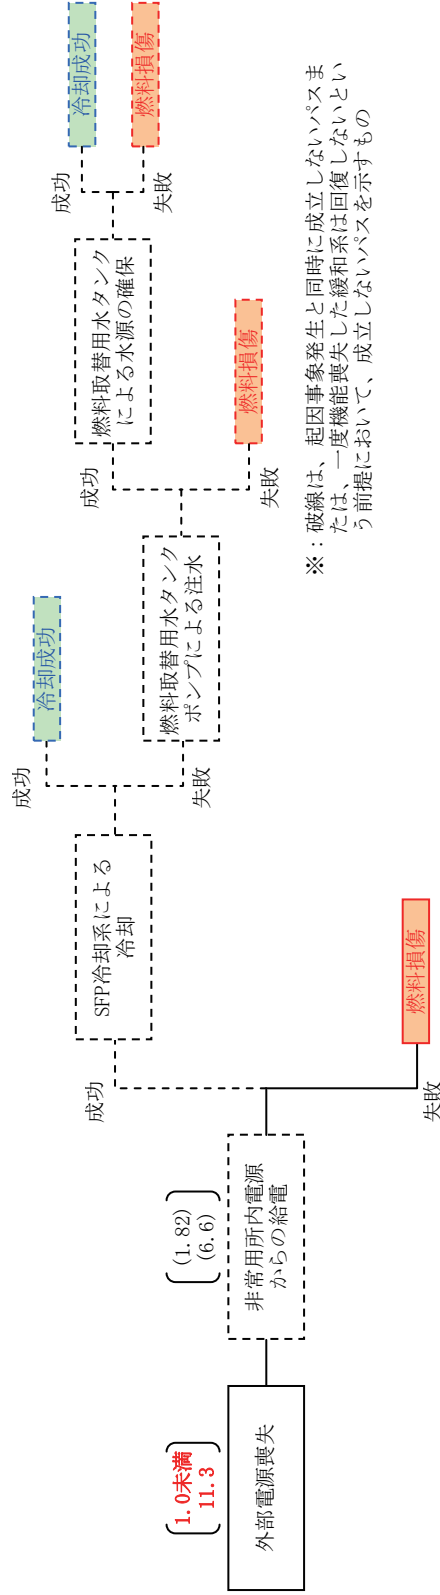 1.0未満
11.3
外部電源喪失
(1.82)
(6.6)
非常用所内電源
からの給電
成功
失敗
燃料損傷
SFP冷却系による
冷却
成功
失敗
冷却成功
燃料取替用水タンク
ポンプによる注水
成功
失敗
燃料損傷
燃料取替用水タンク
による水源の確保
成功
失敗
冷却成功
燃料損傷
※：破線は、起因事象発生と同時に成立しないパスま
たは、一度機能喪失した緩和系は回復しないとい
う前提において、成立しないパスを示すもの